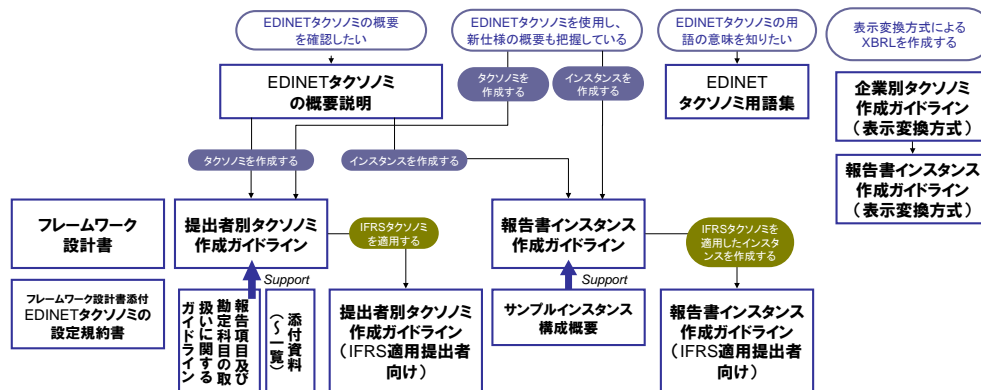 EDINETタクソノミの概要
を確認したい
EDINETタクソノミを使用し、
新仕様の概要も把握している
EDINETタクソノミの用
語の意味を知りたい
表示変換方式による
XBRLを作成する
EDINETタクソノミ
の概要説明
タクソノミを
作成する
インスタンスを
作成する
EDINET
タクソノミ用語集
企業別タクソノミ
作成ガイドライン
（表示変換方式）
タクソノミを作成する
インスタンスを作成する
報告書インスタンス
作成ガイドライン
（表示変換方式）
フレームワーク
設計書
提出者別タクソノミ
作成ガイドライン
IFRSタクソノミ
を適用する
報告書インスタンス
作成ガイドライン
IFRSタクソノミを
適用したインスタ
ンスを作成する
Support
Support
フレームワーク設計書添付
EDINETタクソノミの
設定規約書
報告項目及び
勘定科目の取
扱いに関する
ガイドライン
添付資料
（～一覧）
提出者別タクソノミ
作成ガイドライン
（IFRS適用提出者
向け）
サンプルインスタンス
構成概要
報告書インスタンス
作成ガイドライン
（IFRS適用提出者
向け）